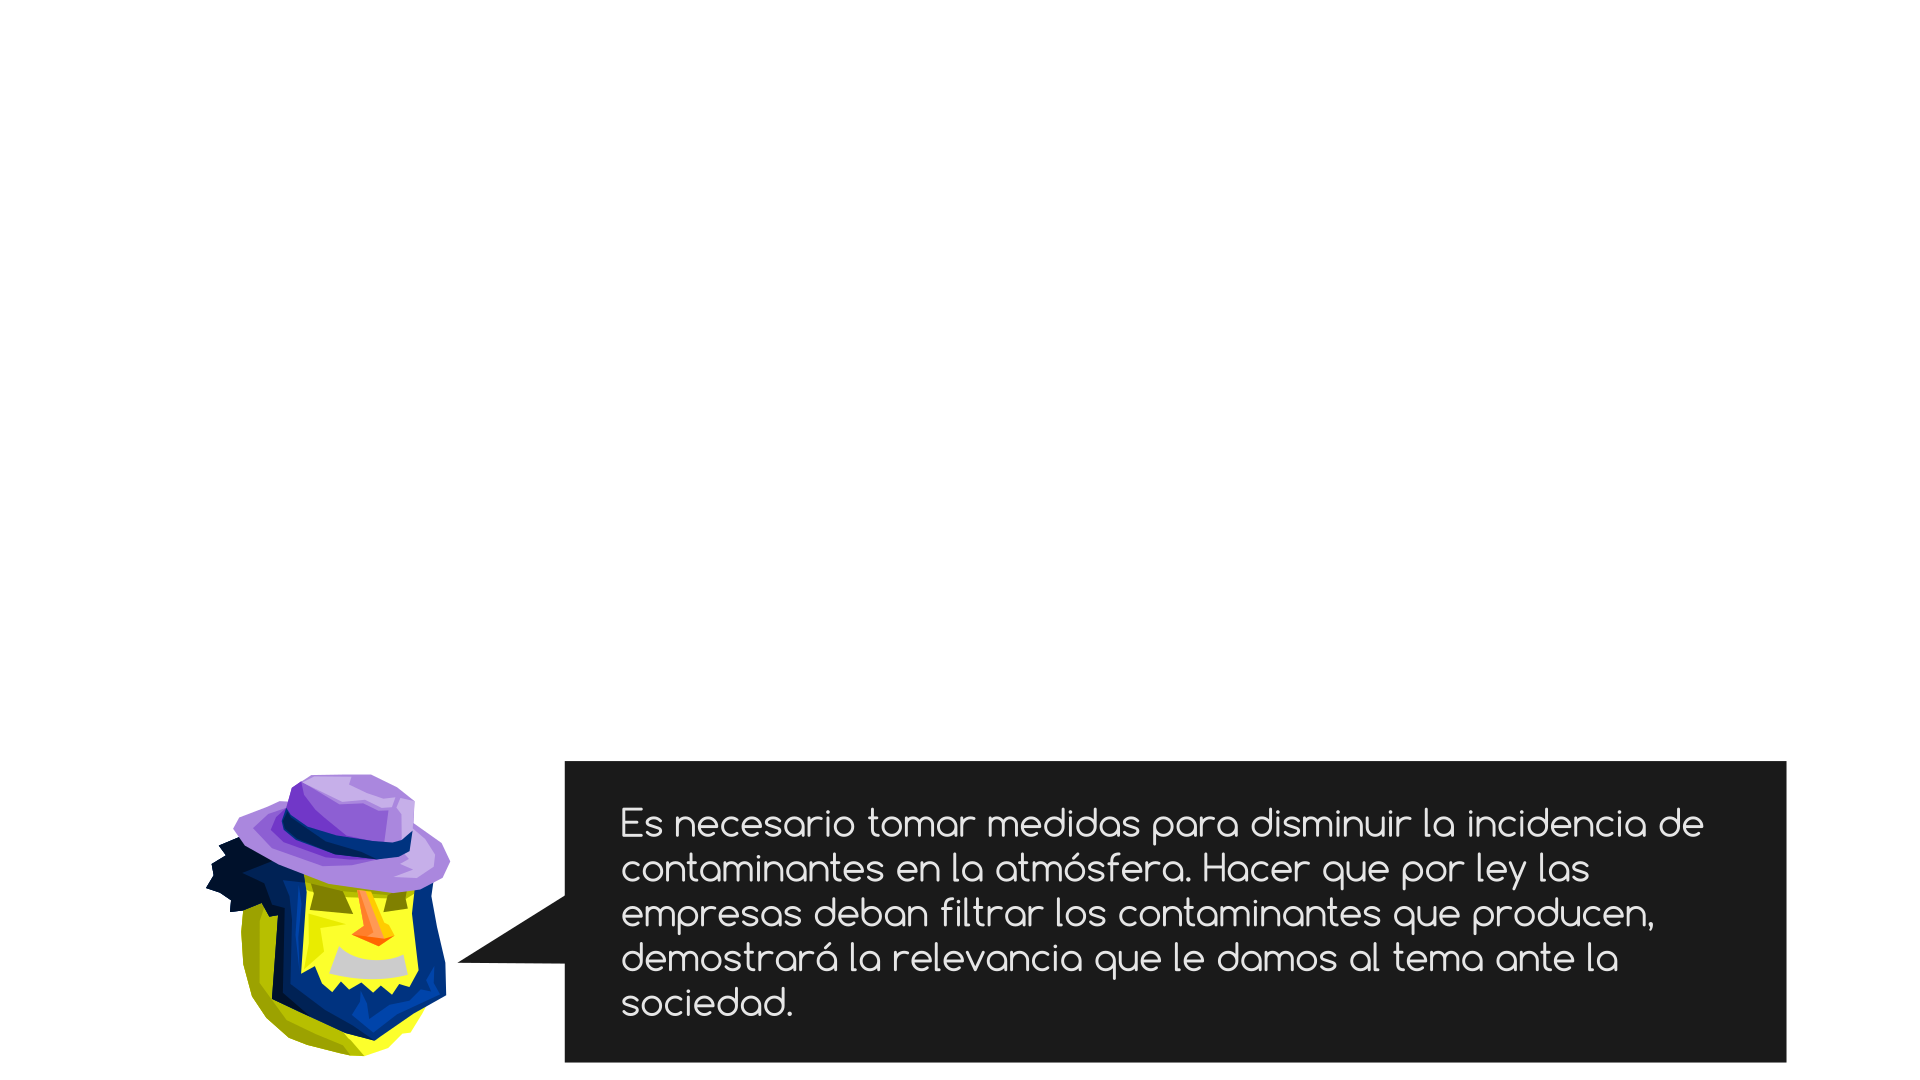 Es necesario tomar medidas para disminuir la incidencia de
contaminantes en la atmósfera. Hacer que por ley las
empresas deban filtrar los contaminantes que producen,
demostrará la relevancia que le damos al tema ante la
sociedad.